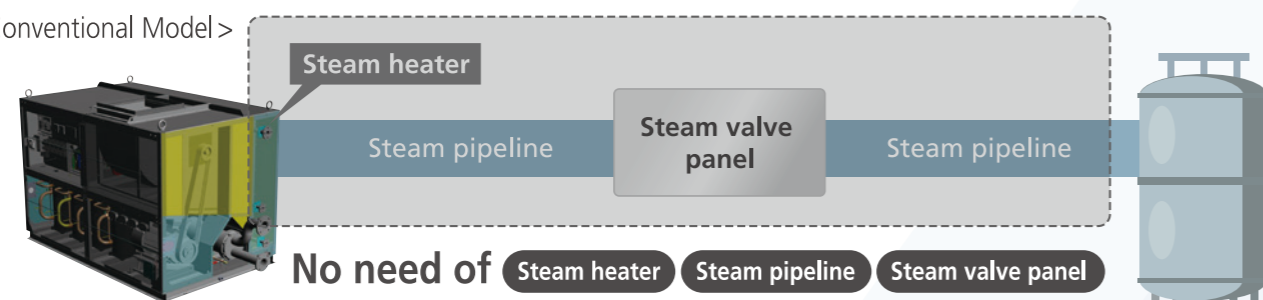 onventional Model>
Steam heater
Steam pipeline
Steam valve
panel
Steam pipeline
No need of Steam heater Steam pipeline Steam valve panel